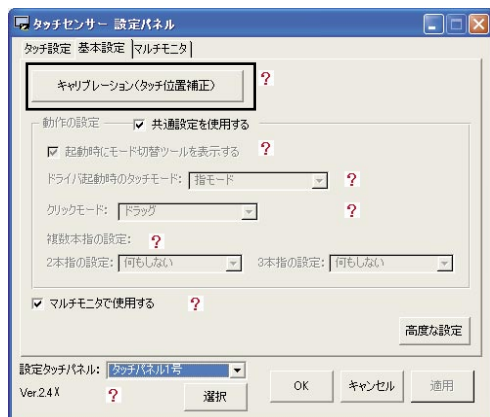 タッチセンサー 設定パネル
タッチ設定 基本設定 マルチモニタ
キャリブレーション(タッチ位置補正) ?
動作の設定 共通設定を使用する
起動時にモード切替ツールを表示する ?
ドライバ起動時のタッチモード: 指モード ?
クリックモード: ドラッグ ?
複数本指の設定: ?
2本指の設定: 何もしない 3本指の設定: 何もしない
マルチモニタで使用する ?
高度な設定
設定タッチパネル: タッチパネル1号
Ver.2.4X ? 選択 OK キャンセル 適用